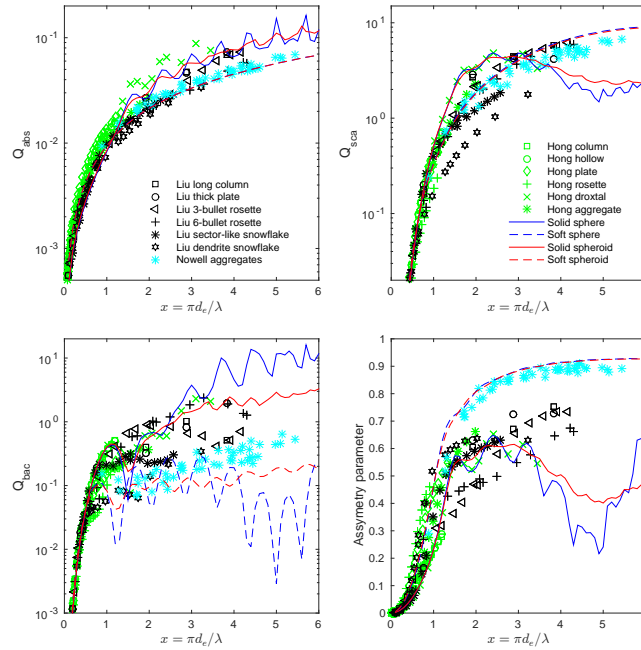 10^-1
10^-2
10^-3
Q_abs
0 1 2 3 4 5 6
x = πd_e/λ
Liu long column
Liu thick plate
Liu 3-bullet rosette
Liu 6-bullet rosette
Liu sector-like snowflake
Liu dendrite snowflake
Nowell aggregates
10^1
10^0
10^-1
Q_sca
0 1 2 3 4 5
x = πd_e/λ
Hong column
Hong hollow
Hong plate
Hong rosette
Hong droxtal
Hong aggregate
Solid sphere
Soft sphere
Solid spheroid
Soft spheroid
10^1
10^0
10^-1
10^-2
10^-3
Q_bac
0 1 2 3 4 5 6
x = πd_e/λ
1
0.9
0.8
0.7
0.6
0.5
0.4
0.3
0.2
0.1
0
Assymetry parameter
0 1 2 3 4 5
x = πd_e/λ